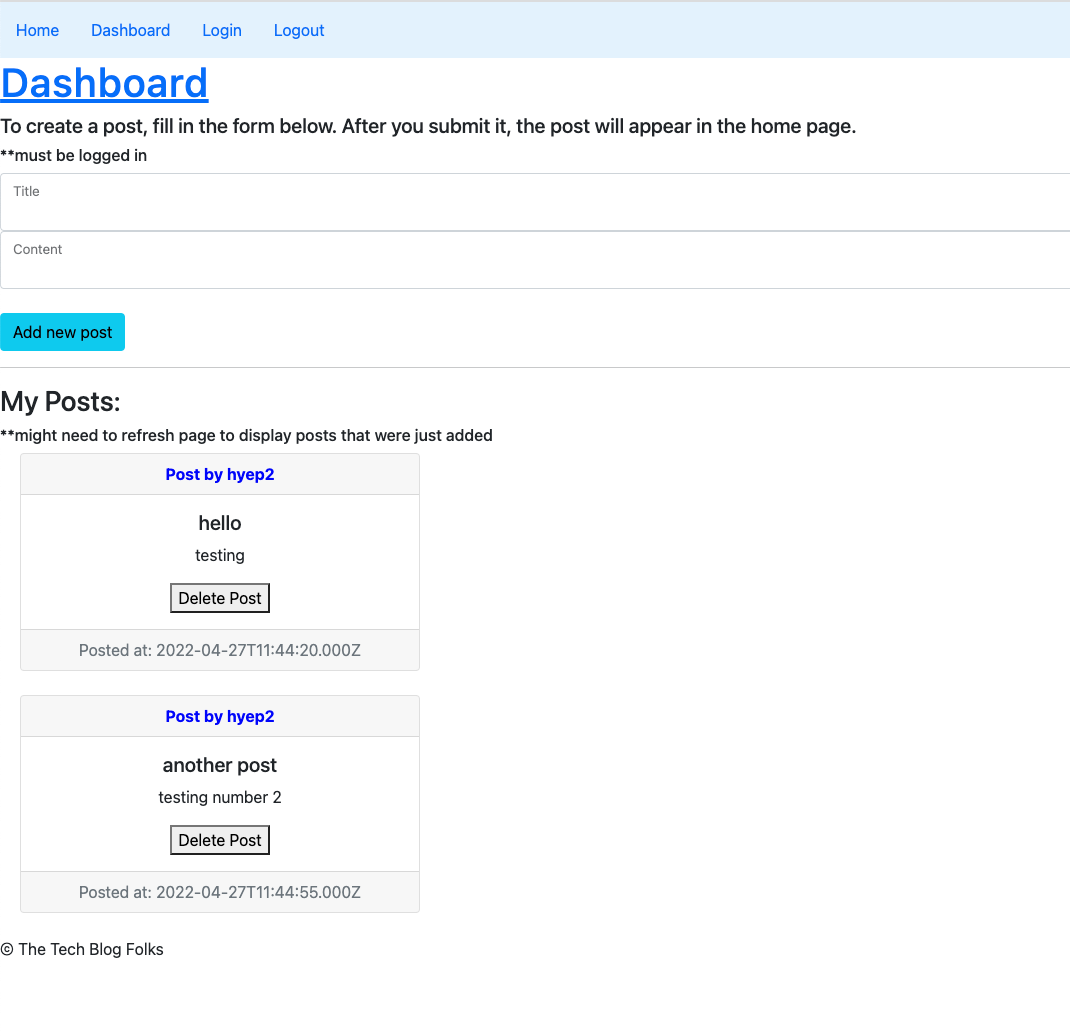 Home Dashboard Login Logout
Dashboard
To create a post, fill in the form below. After you submit it, the post will appear in the home page.
**must be logged in
Title
Content
Add new post
My Posts:
**might need to refresh page to display posts that were just added
Post by hyep2
hello
testing
Delete Post
Posted at: 2022-04-27T11:44:20.000Z
Post by hyep2
another post
testing number 2
Delete Post
Posted at: 2022-04-27T11:44:55.000Z
© The Tech Blog Folks